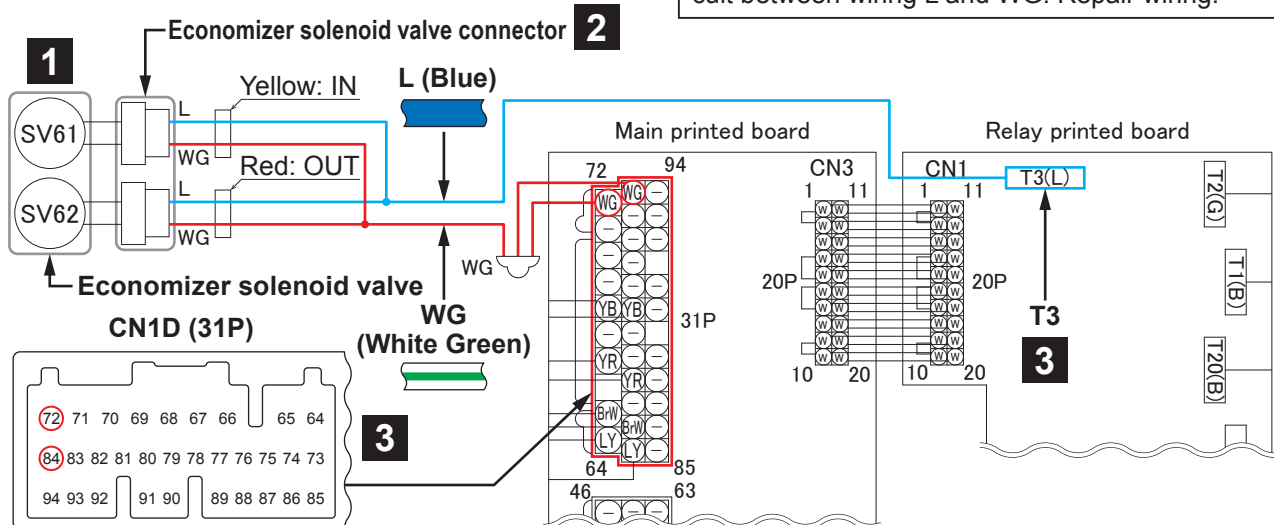 cuit between wiring L and WG. Repair wiring.
Economizer solenoid valve connector 2
1
L (Blue)
Yellow: IN
SV61
L
WG
Red: OUT
SV62
L
WG
WG
Economizer solenoid valve
WG
(White Green)
Main printed board
72 94
WG WG –
– – –
– – –
– – –
YB YB –
– – –
YR – –
– YR –
BrW – –
LY BrW –
LY –
64 85
31P
46 63
– – –
CN3
1 11
W W
W W
W W
W W
W W
W W
W W
W W
W W
W W
20P
10 20
Relay printed board
CN1
1 11
W W
W W
W W
W W
W W
W W
W W
W W
W W
W W
20P
10 20
T3(L)
T3
3
T2(G)
T1(B)
T20(B)
CN1D (31P)
72 71 70 69 68 67 66 65 64
84 83 82 81 80 79 78 77 76 75 74 73
94 93 92 91 90 89 88 87 86 85
3